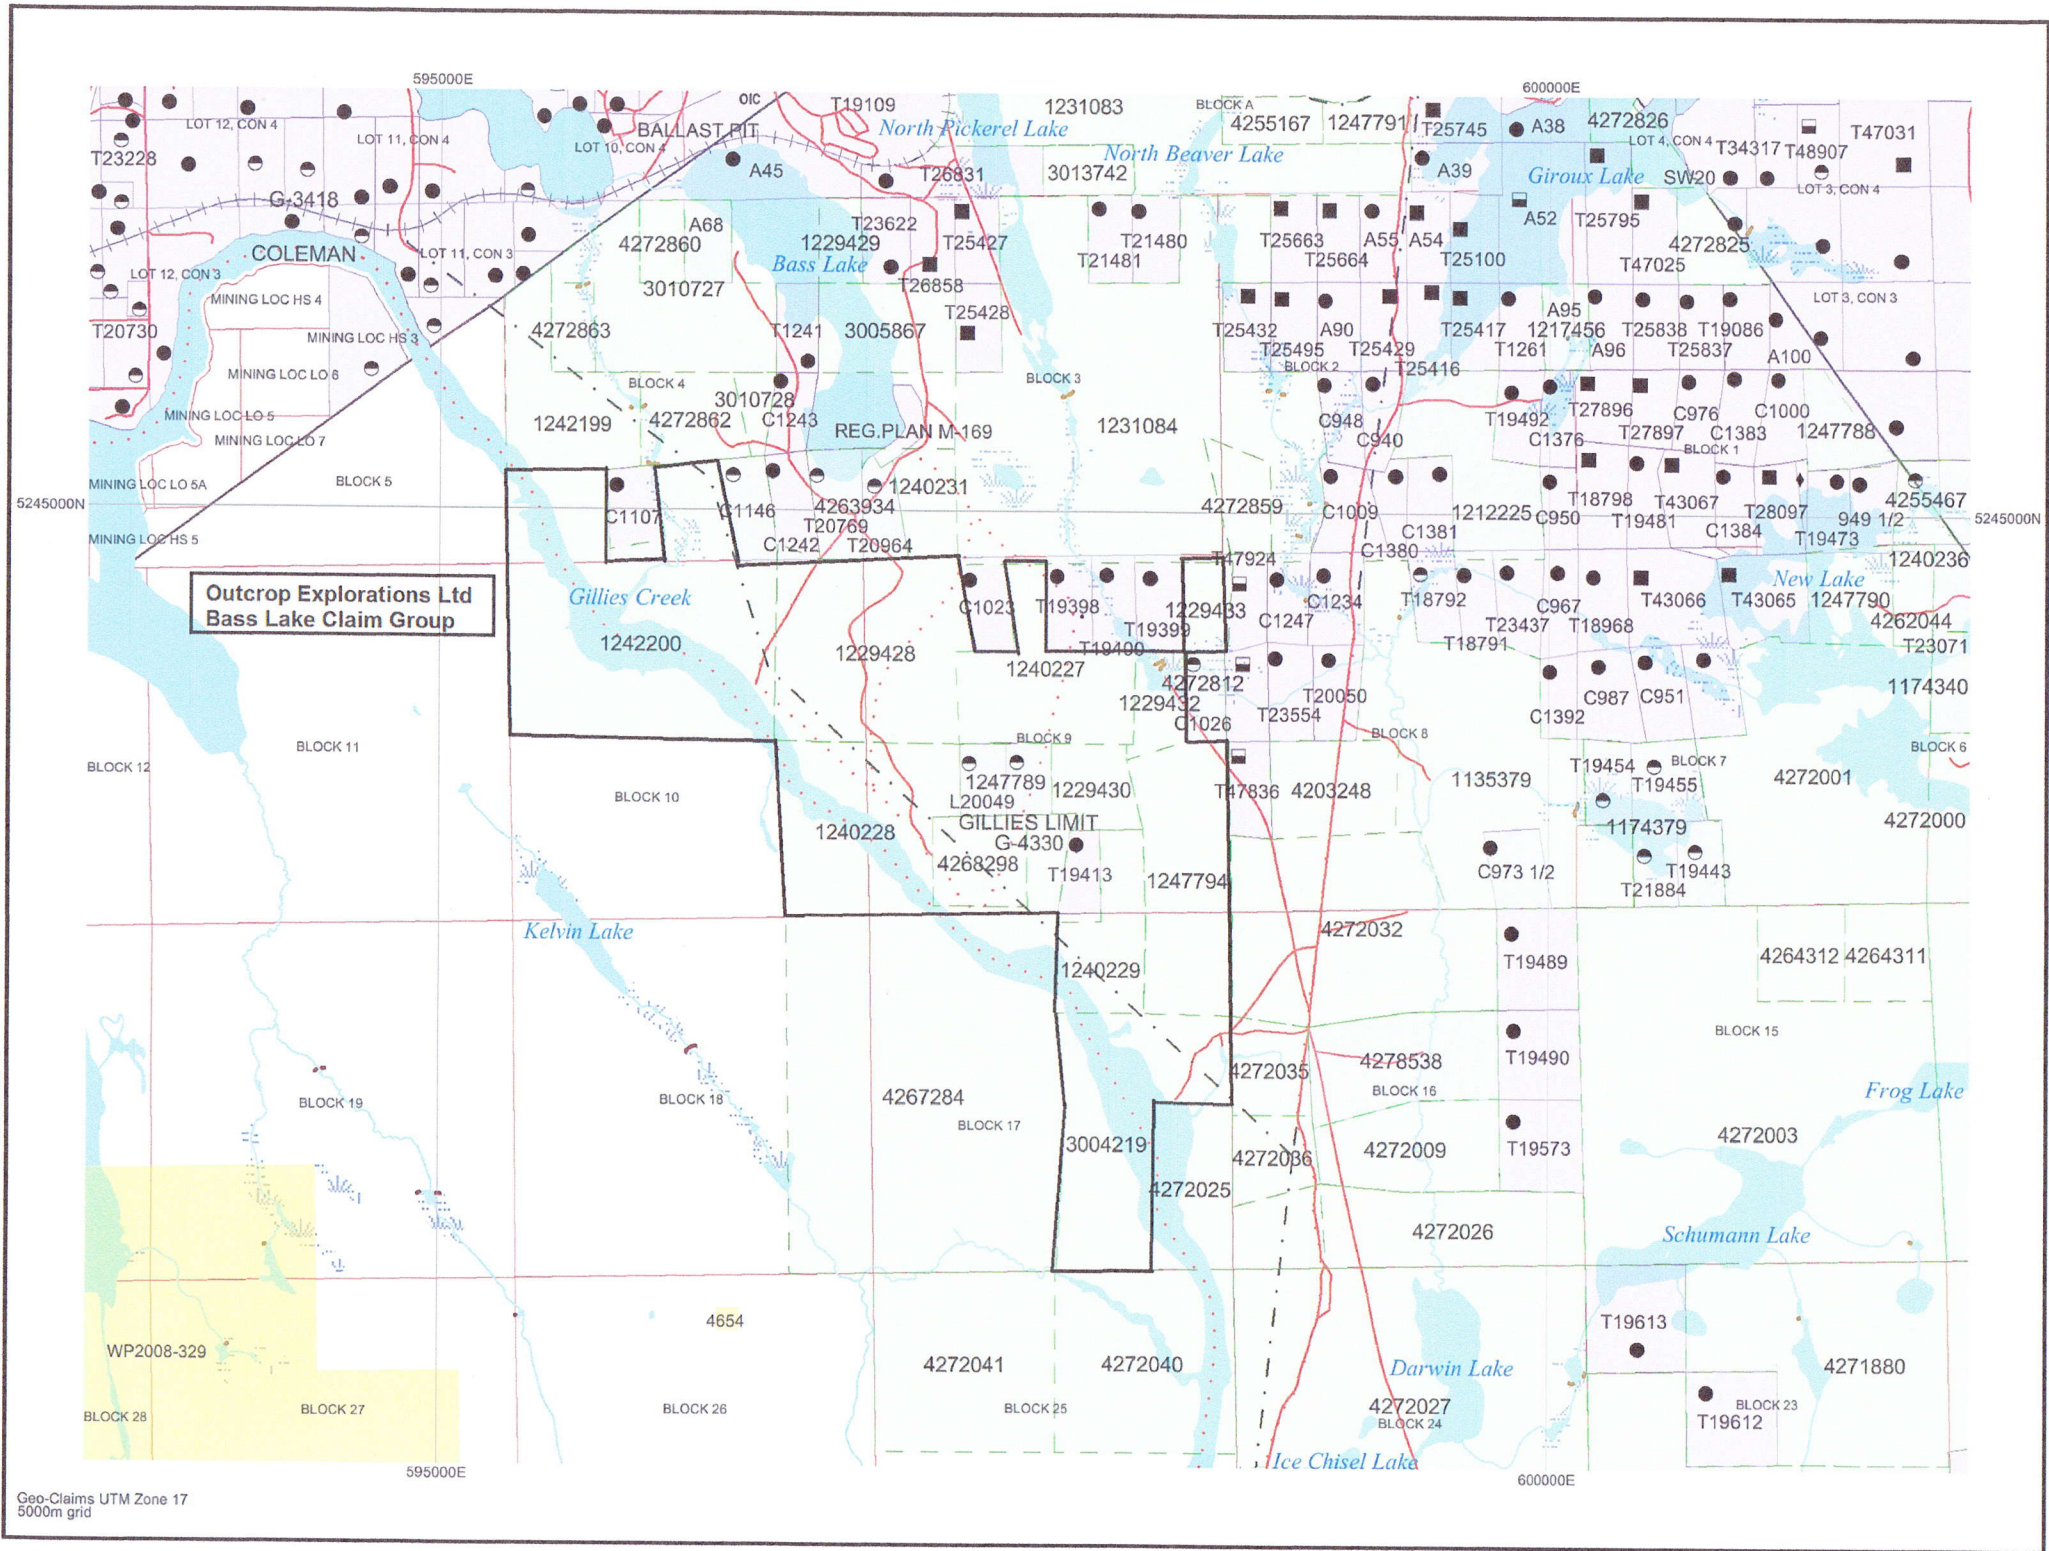 595000E
600000E
OIC
T19109
1231083
BLOCK A
4255167
1247791
T25745
A38
4272826
LOT 4, CON 4
T34317
T48907
T47031
LOT 12, CON 4
LOT 11, CON 4
LOT 10, CON 4
BALLAST PIT
North Pickerel Lake
North Beaver Lake
T23228
A45
T26831
3013742
A39
Giroux Lake
SW20
LOT 3, CON 4
G-3418
A68
4272860
T23622
1229429
T25427
T21480
T21481
T25663
T25664
A55
A54
T25100
A52
T25795
4272825
T47025
COLEMAN
LOT 11, CON 3
LOT 12, CON 3
Bass Lake
T26858
3010727
MINING LOC HS 4
LOT 3, CON 3
T20730
MINING LOC HS 3
4272863
T1241
3005867
T25428
T25432
T25495
A90
T25429
T25416
T25417
T1261
A95
1217456
A96
T25838
T25837
T19086
A100
MINING LOC LO 6
BLOCK 4
BLOCK 3
BLOCK 2
MINING LOC LO 5
MINING LOC LO 7
1242199
4272862
3010728
C1243
REG.PLAN M-169
1231084
C948
C940
T19492
C1376
T27896
T27897
C976
C1383
C1000
1247788
BLOCK 1
MINING LOC LO 5A
BLOCK 5
5245000N
MINING LOC HS 5
C1107
C1146
4263934
1240231
T20769
C1242
T20964
4272859
C1009
C1381
C1380
1212225
C950
T18798
T19481
T43067
C1384
T28097
T19473
949 1/2
4255467
5245000N
1240236
Outcrop Explorations Ltd
Bass Lake Claim Group
Gillies Creek
1242200
1229428
C1023
T19398
T19399
T19400
1229433
T47924
C1247
C1234
T18792
T18791
C967
T23437
T18968
T43066
T43065
New Lake
1247790
4262044
T23071
1240227
4272812
1229432
C1026
T23554
T20050
C1392
C987
C951
1174340
BLOCK 12
BLOCK 11
BLOCK 10
BLOCK 9
BLOCK 8
BLOCK 7
BLOCK 6
1247789
L20049
1229430
T47836
4203248
1135379
T19454
T19455
4272001
1240228
GILLIES LIMIT
G-4330
4268298
T19413
1247794
C973 1/2
1174379
T19443
T21884
4272000
Kelvin Lake
1240229
4272032
T19489
4264312
4264311
BLOCK 19
BLOCK 18
4267284
BLOCK 17
3004219
4272035
4278538
BLOCK 16
T19490
BLOCK 15
Frog Lake
4272036
4272009
T19573
4272003
4272025
4272026
Schumann Lake
WP2008-329
4654
4272041
4272040
Darwin Lake
T19613
4271880
BLOCK 28
BLOCK 27
BLOCK 26
BLOCK 25
4272027
BLOCK 24
BLOCK 23
T19612
Ice Chisel Lake
595000E
600000E
Geo-Claims UTM Zone 17
5000m grid